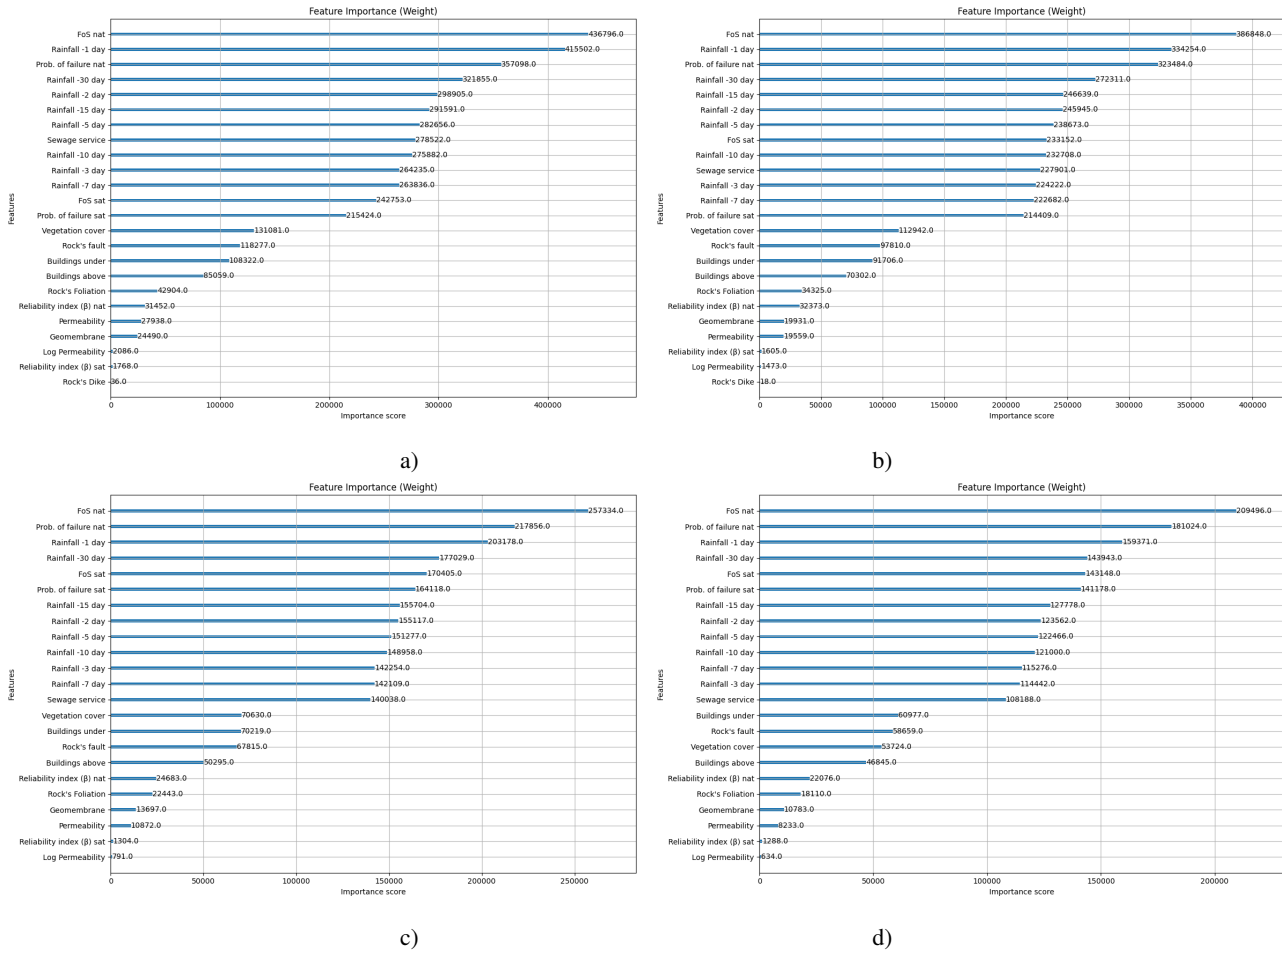 Feature Importance (Weight)
Features
FoS nat 436796.0
Rainfall -1 day 415502.0
Prob. of failure nat 357098.0
Rainfall -30 day 321855.0
Rainfall -2 day 298905.0
Rainfall -15 day 291591.0
Rainfall -5 day 282656.0
Sewage service 278522.0
Rainfall -10 day 275882.0
Rainfall -3 day 264235.0
Rainfall -7 day 263836.0
FoS sat 242753.0
Prob. of failure sat 215424.0
Vegetation cover 131081.0
Rock's fault 118277.0
Buildings under 108322.0
Buildings above 85059.0
Rock's Foliation 42904.0
Reliability index (β) nat 31452.0
Permeability 27938.0
Geomembrane 24490.0
Log Permeability 2086.0
Reliability index (β) sat 1768.0
Rock's Dike 36.0
0 100000 200000 300000 400000
Importance score
a)
Feature Importance (Weight)
Features
FoS nat 386848.0
Rainfall -1 day 334254.0
Prob. of failure nat 323484.0
Rainfall -30 day 272311.0
Rainfall -15 day 246639.0
Rainfall -2 day 245945.0
Rainfall -5 day 238673.0
FoS sat 233152.0
Rainfall -10 day 232708.0
Sewage service 227901.0
Rainfall -3 day 224222.0
Rainfall -7 day 222682.0
Prob. of failure sat 214409.0
Vegetation cover 112942.0
Rock's fault 97810.0
Buildings under 91706.0
Buildings above 70302.0
Rock's Foliation 34325.0
Reliability index (β) nat 32373.0
Geomembrane 19931.0
Permeability 19559.0
Reliability index (β) sat 1605.0
Log Permeability 1473.0
Rock's Dike 18.0
0 50000 100000 150000 200000 250000 300000 350000 400000
Importance score
b)
Feature Importance (Weight)
Features
FoS nat 257334.0
Prob. of failure nat 217856.0
Rainfall -1 day 203178.0
Rainfall -30 day 177029.0
FoS sat 170405.0
Prob. of failure sat 164118.0
Rainfall -15 day 155704.0
Rainfall -2 day 155117.0
Rainfall -5 day 151277.0
Rainfall -10 day 148958.0
Rainfall -3 day 142254.0
Rainfall -7 day 142109.0
Sewage service 140038.0
Vegetation cover 70630.0
Buildings under 70219.0
Rock's fault 67815.0
Buildings above 50295.0
Reliability index (β) nat 24683.0
Rock's Foliation 22443.0
Geomembrane 13697.0
Permeability 10872.0
Reliability index (β) sat 1304.0
Log Permeability 791.0
0 50000 100000 150000 200000 250000
Importance score
c)
Feature Importance (Weight)
Features
FoS nat 209496.0
Prob. of failure nat 181024.0
Rainfall -1 day 159371.0
Rainfall -30 day 143943.0
FoS sat 143148.0
Prob. of failure sat 141178.0
Rainfall -15 day 127778.0
Rainfall -2 day 123562.0
Rainfall -5 day 122466.0
Rainfall -10 day 121000.0
Rainfall -7 day 115276.0
Rainfall -3 day 114442.0
Sewage service 108188.0
Buildings under 60977.0
Rock's fault 58659.0
Vegetation cover 53724.0
Buildings above 46845.0
Reliability index (β) nat 22076.0
Rock's Foliation 18110.0
Geomembrane 10783.0
Permeability 8233.0
Reliability index (β) sat 1288.0
Log Permeability 634.0
0 50000 100000 150000 200000
Importance score
d)